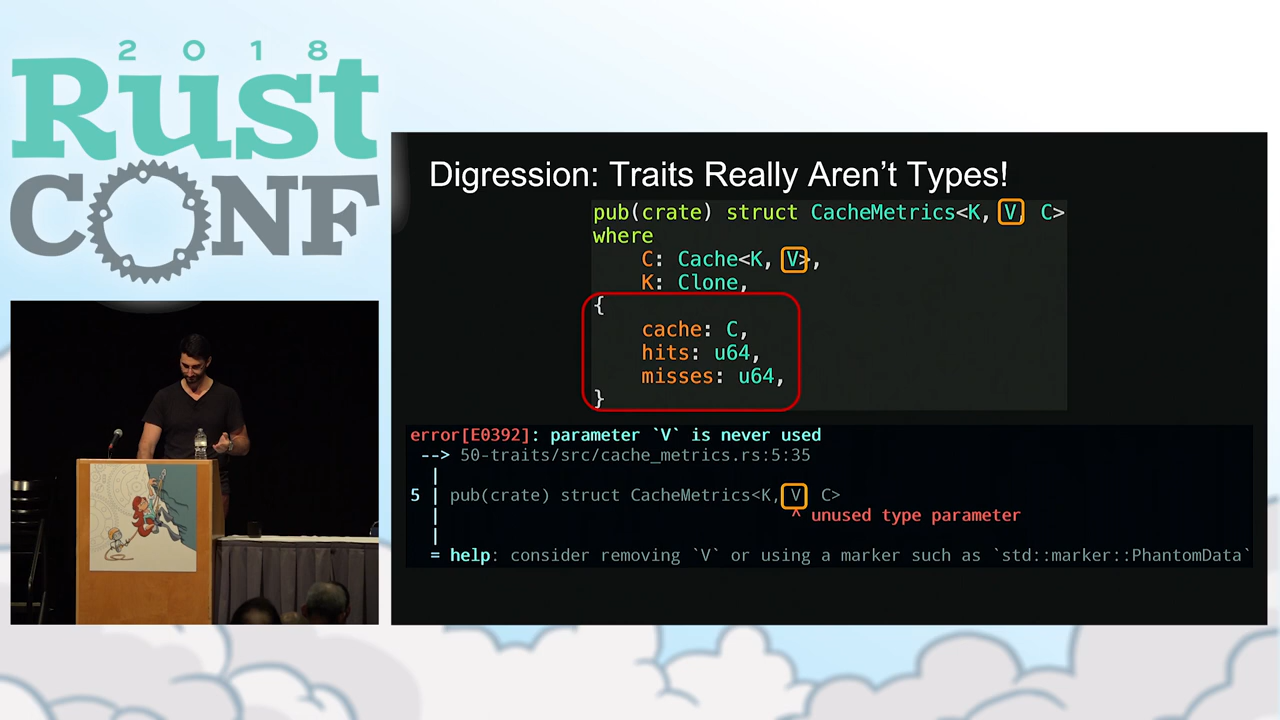 2018
Rust
CONF
Digression: Traits Really Aren’t Types!
pub(crate) struct CacheMetrics<K, V, C>
where
    C: Cache<K, V>,
    K: Clone,
{
    cache: C,
    hits: u64,
    misses: u64,
}
error[E0392]: parameter `V` is never used
 --> 50-traits/src/cache_metrics.rs:5:35
  |
5 | pub(crate) struct CacheMetrics<K, V, C>
  |                                   ^ unused type parameter
  |
  = help: consider removing `V` or using a marker such as `std::marker::PhantomData`